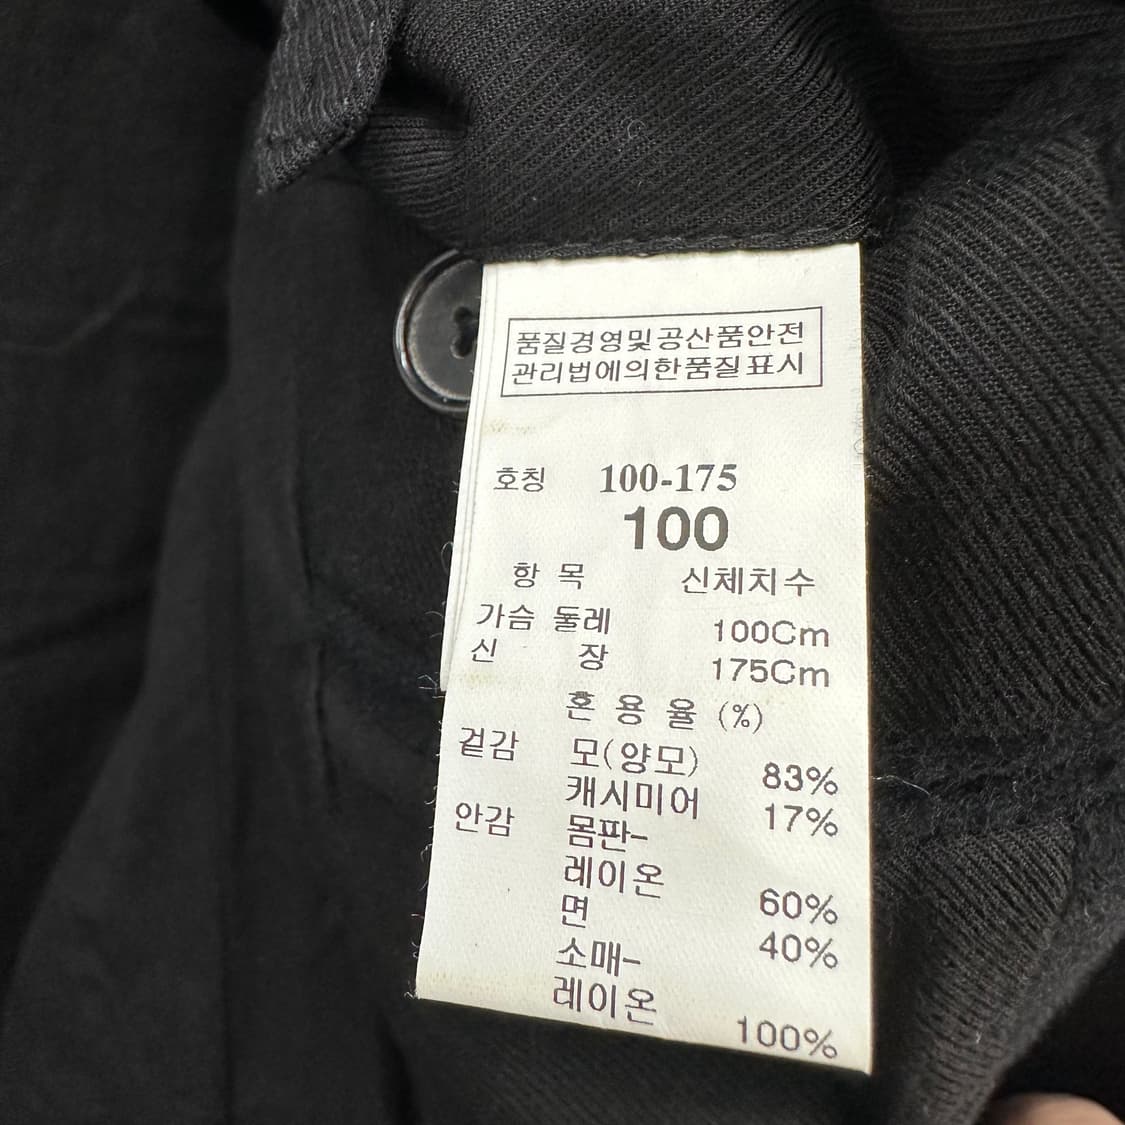 품질경영및공산품안전
관리법에의한품질표시
호칭 100-175
100
항 목 신체치수
가슴 둘레 100Cm
신 장 175Cm
혼 용 율 (%)
겉감 모(양모) 83%
캐시미어 17%
안감 몸판-
레이온 60%
면 40%
소매-
레이온 100%